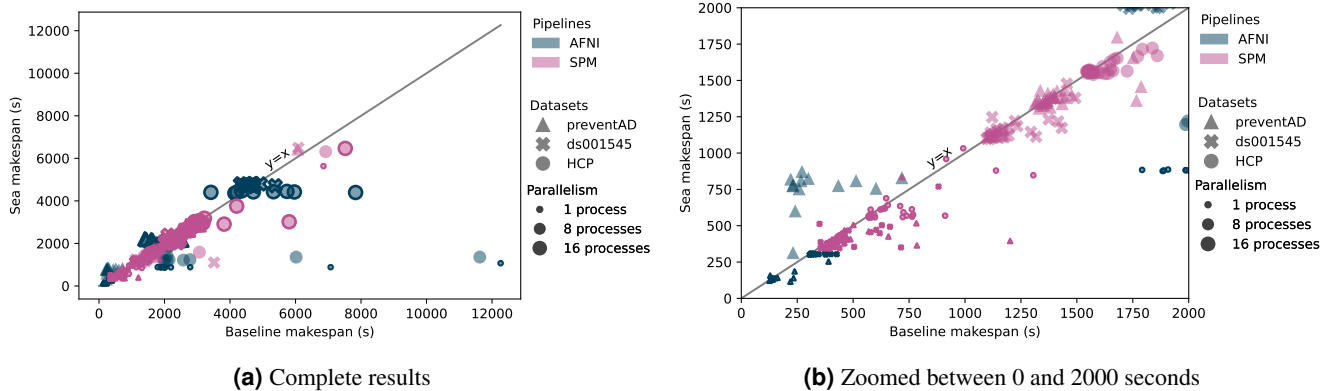 12000
10000
8000
6000
4000
2000
0
Sea makespan (s)
y=x
0 2000 4000 6000 8000 10000 12000
Baseline makespan (s)
Pipelines
AFNI
SPM
Datasets
preventAD
ds001545
HCP
Parallelism
1 process
8 processes
16 processes
(a) Complete results
2000
1750
1500
1250
1000
750
500
250
0
Sea makespan (s)
y=x
0 250 500 750 1000 1250 1500 1750 2000
Baseline makespan (s)
Pipelines
AFNI
SPM
Datasets
preventAD
ds001545
HCP
Parallelism
1 process
8 processes
16 processes
(b) Zoomed between 0 and 2000 seconds